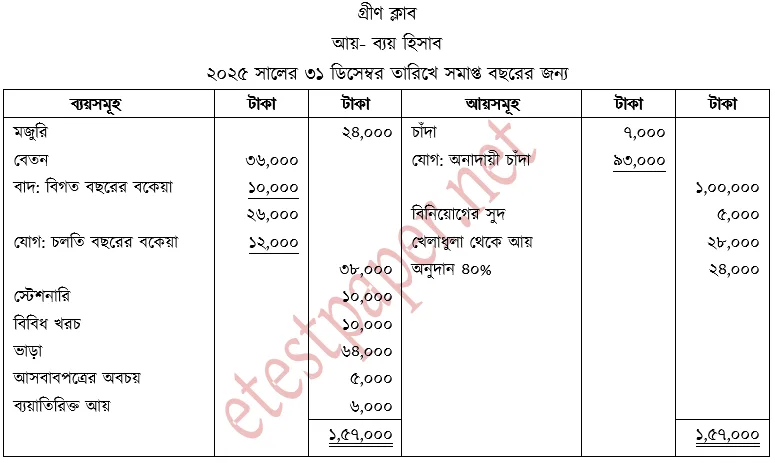 গ্রীণ ক্লাব
আয়- ব্যয় হিসাব
২০২৫ সালের ৩১ ডিসেম্বর তারিখে সমাপ্ত বছরের জন্য
ব্যয়সমূহ টাকা টাকা আয়সমূহ টাকা টাকা
মজুরি ২৪,০০০ চাঁদা ৭,০০০
বেতন ৩৬,০০০ যোগ: অনাদায়ী চাঁদা ৯৩,০০০
বাদ: বিগত বছরের বকেয়া ১০,০০০ ১,০০,০০০
২৬,০০০ বিনিয়োগের সুদ ৫,০০০
যোগ: চলতি বছরের বকেয়া ১২,০০০ খেলাধুলা থেকে আয় ২৮,০০০
৩৮,০০০ অনুদান ৪০% ২৪,০০০
স্টেশনারি ১০,০০০
বিবিধ খরচ ১০,০০০
ভাড়া ৬৪,০০০
আসবাবপত্রের অবচয় ৫,০০০
ব্যয়াতিরিক্ত আয় ৬,০০০
১,৫৭,০০০ ১,৫৭,০০০
etestpaper.net